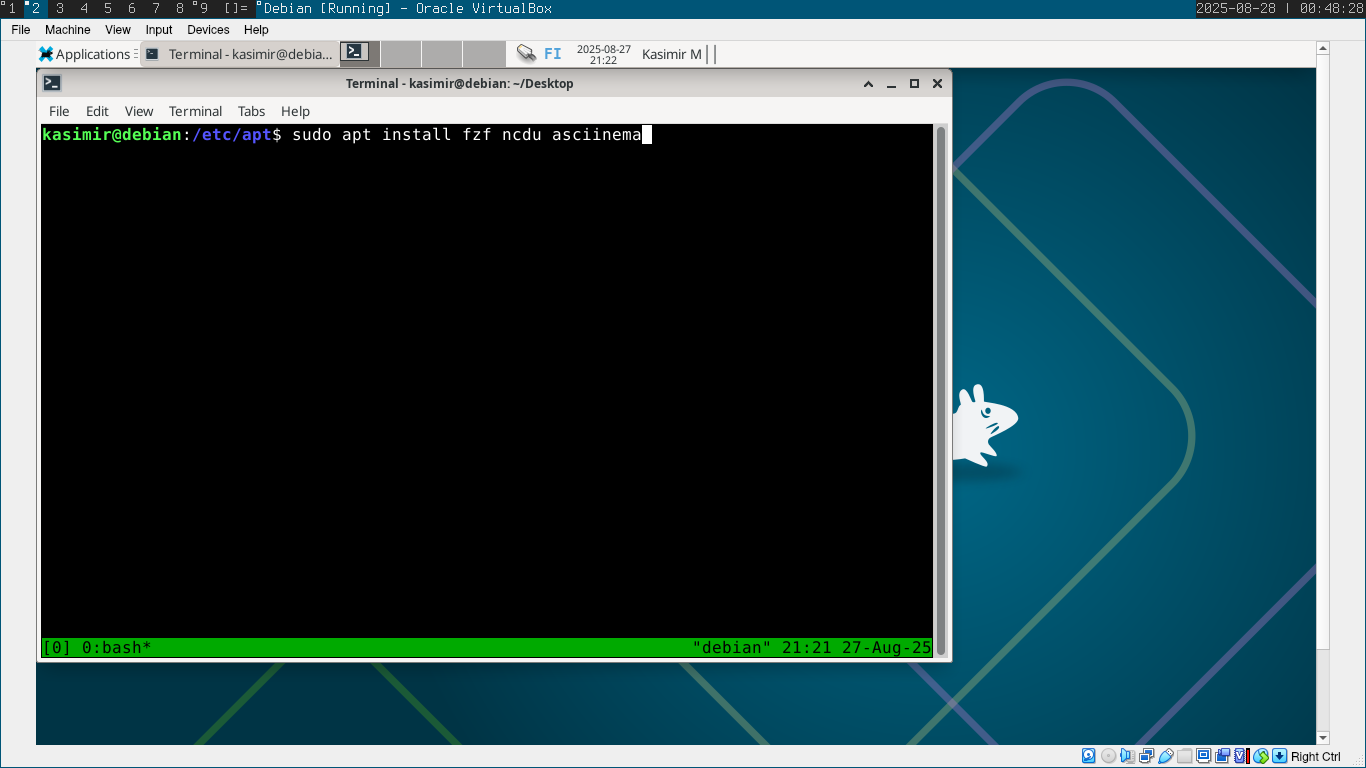 1 2 3 4 5 6 7 8 9 []= Debian [Running] - Oracle VirtualBox 2025-08-28 | 00:48:28
File Machine View Input Devices Help
Applications Terminal - kasimir@debia... FI 2025-08-27 21:22 Kasimir M
Terminal - kasimir@debian: ~/Desktop
File Edit View Terminal Tabs Help
kasimir@debian:/etc/apt$ sudo apt install fzf ncdu asciinema
[0] 0:bash* "debian" 21:21 27-Aug-25
Right Ctrl